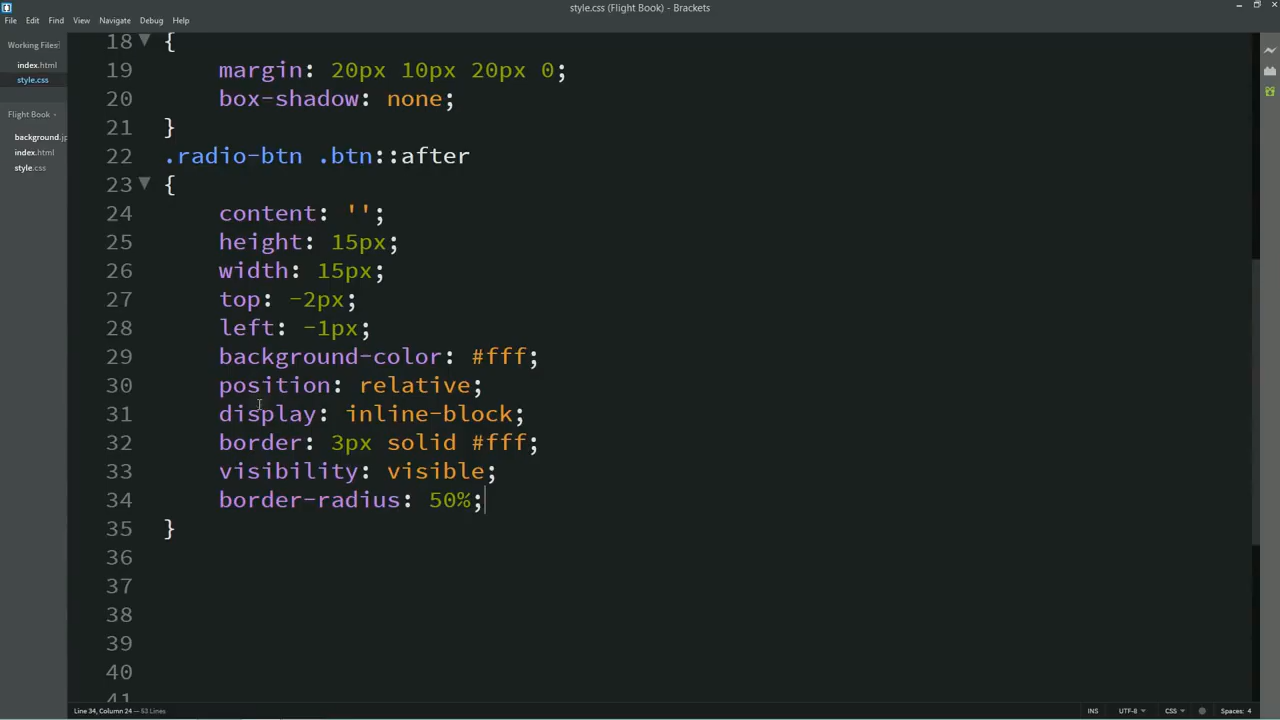 style.css (Flight Book) - Brackets
File Edit Find View Navigate Debug Help
Working Files
index.html
style.css
Flight Book -
background.jp
index.html
style.css
18 {
19 margin: 20px 10px 20px 0;
20 box-shadow: none;
21 }
22 .radio-btn .btn::after
23 {
24 content: '';
25 height: 15px;
26 width: 15px;
27 top: -2px;
28 left: -1px;
29 background-color: #fff;
30 position: relative;
31 display: inline-block;
32 border: 3px solid #fff;
33 visibility: visible;
34 border-radius: 50%;
35 }
36
37
38
39
40
41
Line 34, Column 24 — 53 Lines
INS UTF-8 CSS Spaces: 4